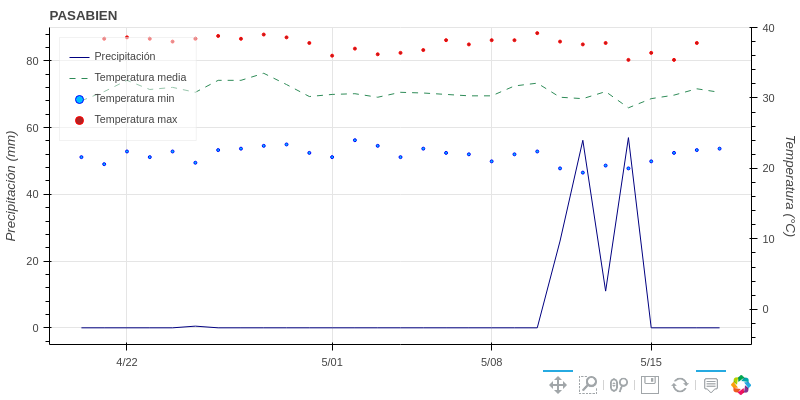 PASABIEN
Precipitación
Temperatura media
Temperatura min
Temperatura max
Precipitación (mm)
80
60
40
20
0
40
30
20
10
0
Temperatura (°C)
4/22
5/01
5/08
5/15